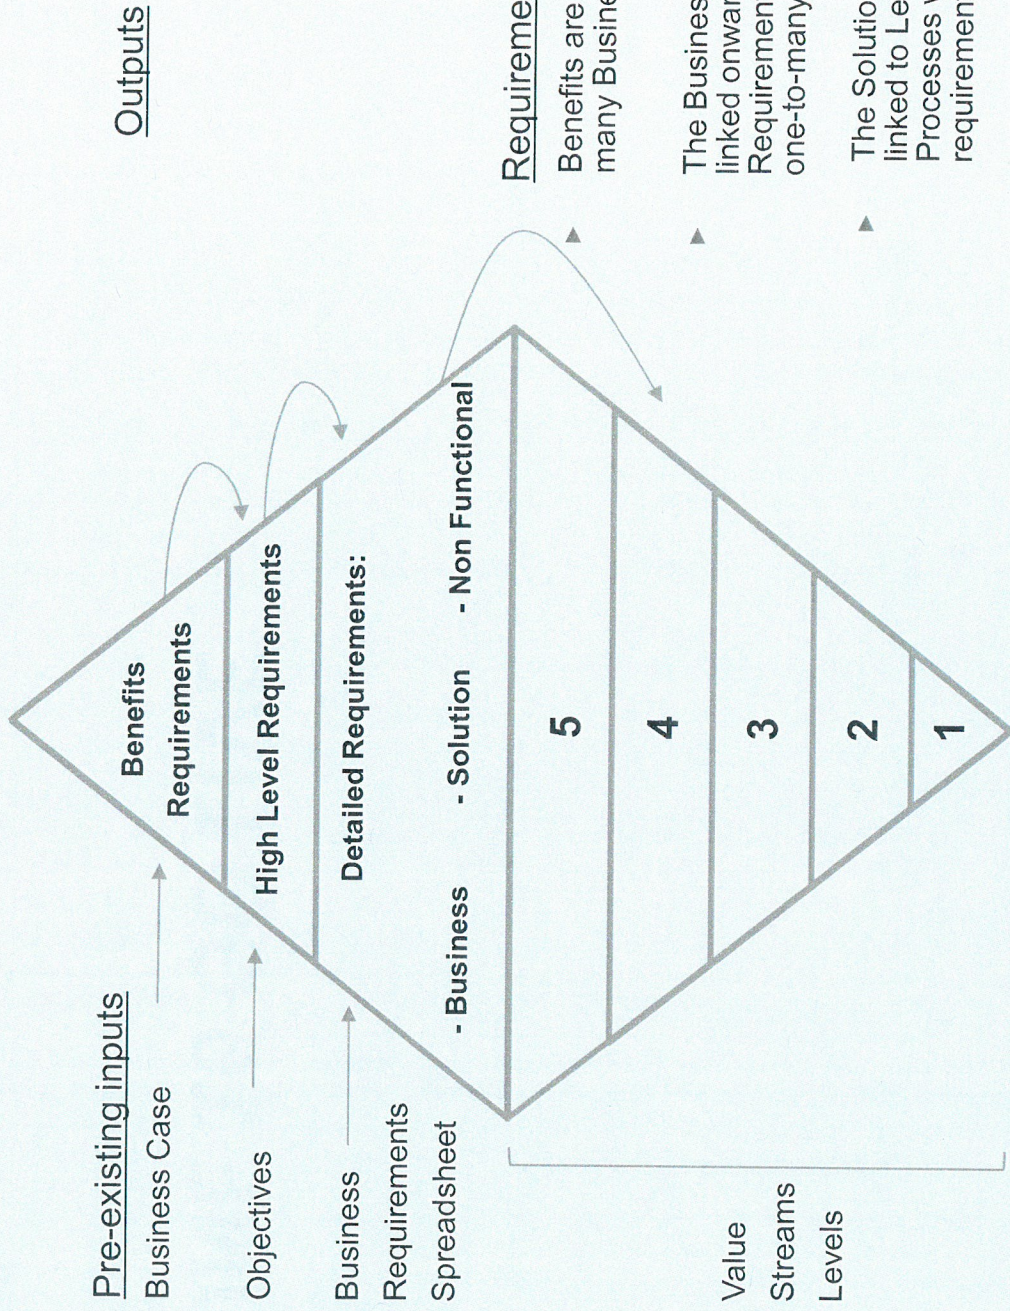 Pre-existing inputs
Business Case
Objectives
Business
Requirements
Spreadsheet
Value
Streams
Levels
Benefits
Requirements
High Level Requirements
Detailed Requirements:
- Business - Solution - Non Functional
5
4
3
2
1
Outputs
Requireme
Benefits are
many Busine
The Business
linked onwar
Requiremen
one-to-many
The Solutio
linked to Le
Processes
requiremen